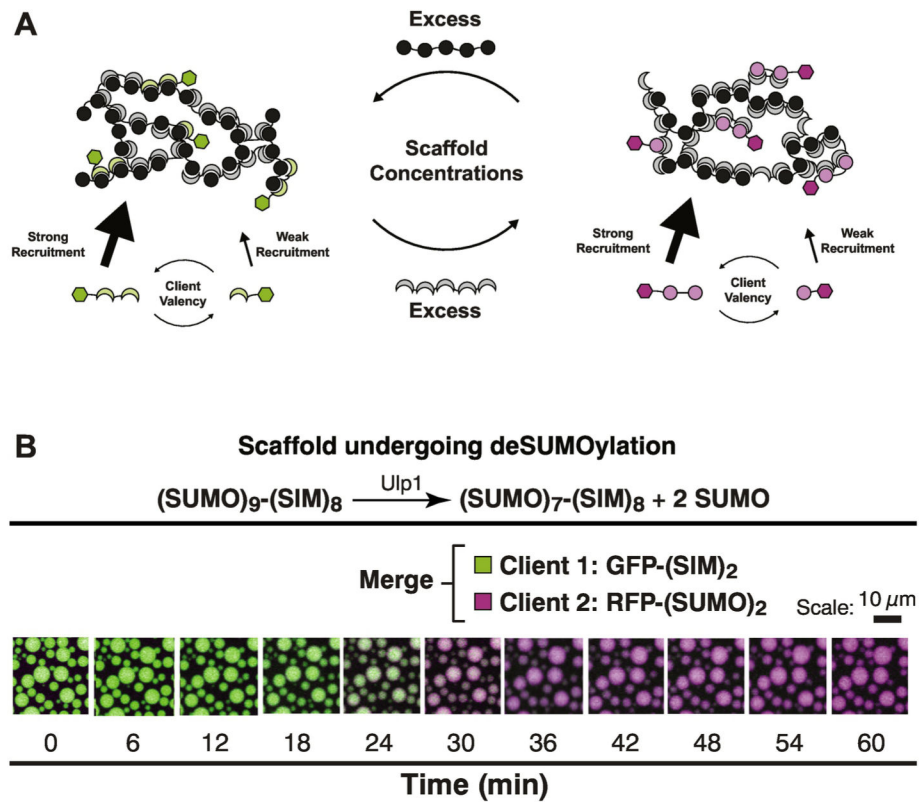 A
Excess
Scaffold
Concentrations
Excess
Strong
Recruitment
Weak
Recruitment
Client
Valency
Strong
Recruitment
Weak
Recruitment
Client
Valency
B
Scaffold undergoing deSUMOylation
(SUMO)9-(SIM)8 Ulp1 (SUMO)7-(SIM)8 + 2 SUMO
Merge
Client 1: GFP-(SIM)2
Client 2: RFP-(SUMO)2
Scale: 10 µm
0 6 12 18 24 30 36 42 48 54 60
Time (min)